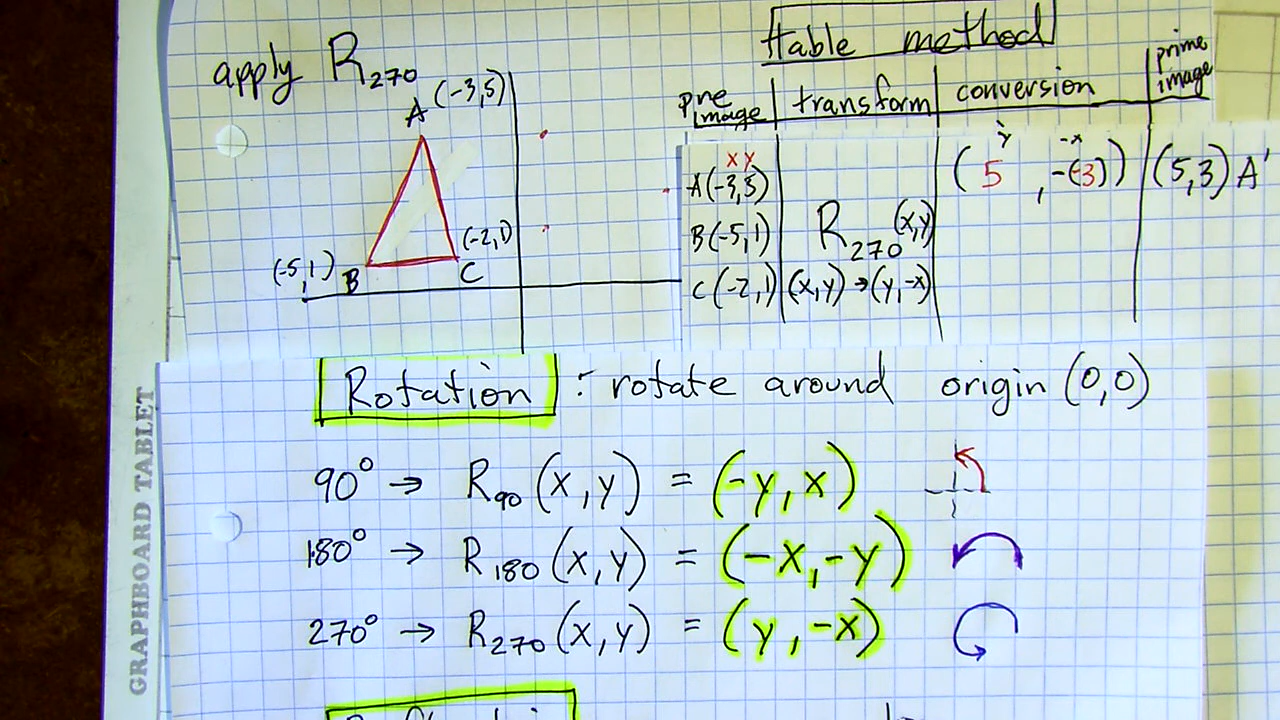 apply R270
A (-3,5)
(-5,1) B
(-2,1)
C
table method
pre image | transform | conversion | prime image
x y
A(-3,5)
B(-5,1)
C(-2,1)
R270(x,y)
(x,y)→(y,-x)
y -x
(5, -(-3))
(5,3) A'
Rotation : rotate around origin (0,0)
90° → R90 (x,y) = (-y,x)
180° → R180 (x,y) = (-x,-y)
270° → R270 (x,y) = (y,-x)
GRAPHBOARD TABLET